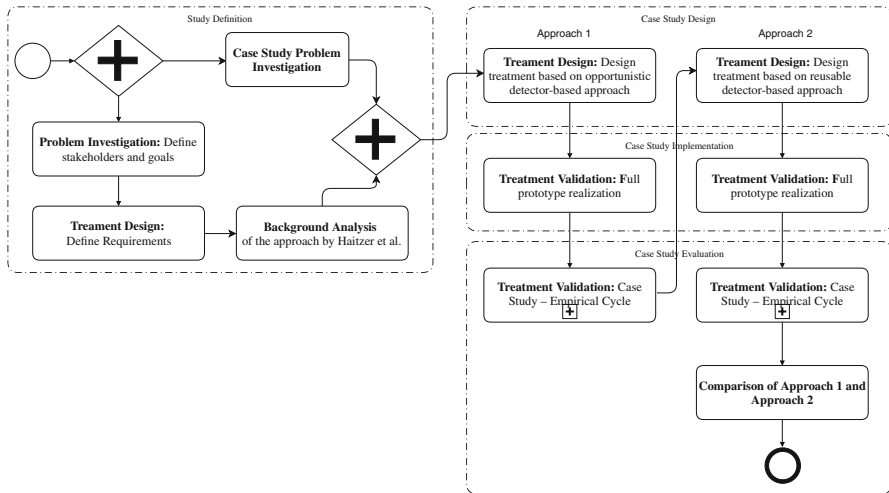 Study Definition
Case Study Problem
Investigation
Problem Investigation: Define
stakeholders and goals
Treament Design:
Define Requirements
Background Analysis
of the approach by Haitzer et al.
Case Study Design
Approach 1
Approach 2
Treament Design: Design
treatment based on opportunistic
detector-based approach
Treament Design: Design
treatment based on reusable
detector-based approach
Case Study Implementation
Treatment Validation: Full
prototype realization
Treatment Validation: Full
prototype realization
Case Study Evaluation
Treatment Validation: Case
Study – Empirical Cycle
Treatment Validation: Case
Study – Empirical Cycle
Comparison of Approach 1 and
Approach 2